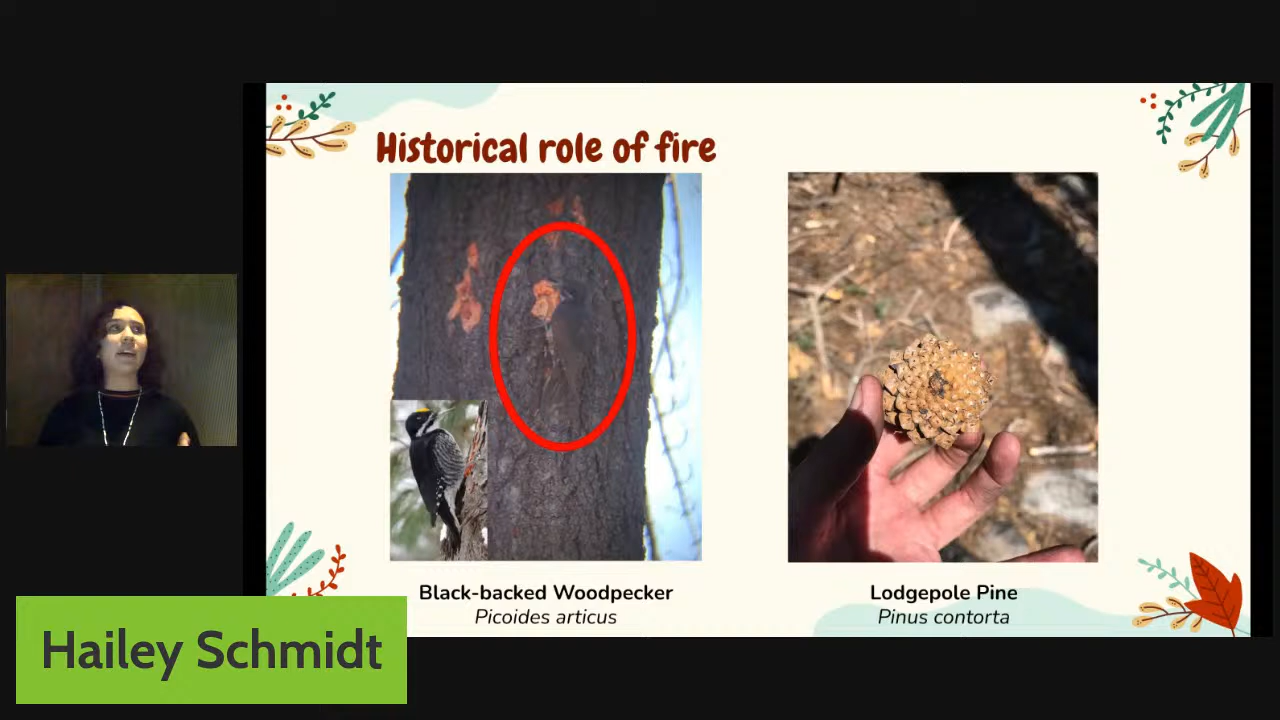 Historical role of fire
Black-backed Woodpecker
Picoides articus
Lodgepole Pine
Pinus contorta
Hailey Schmidt